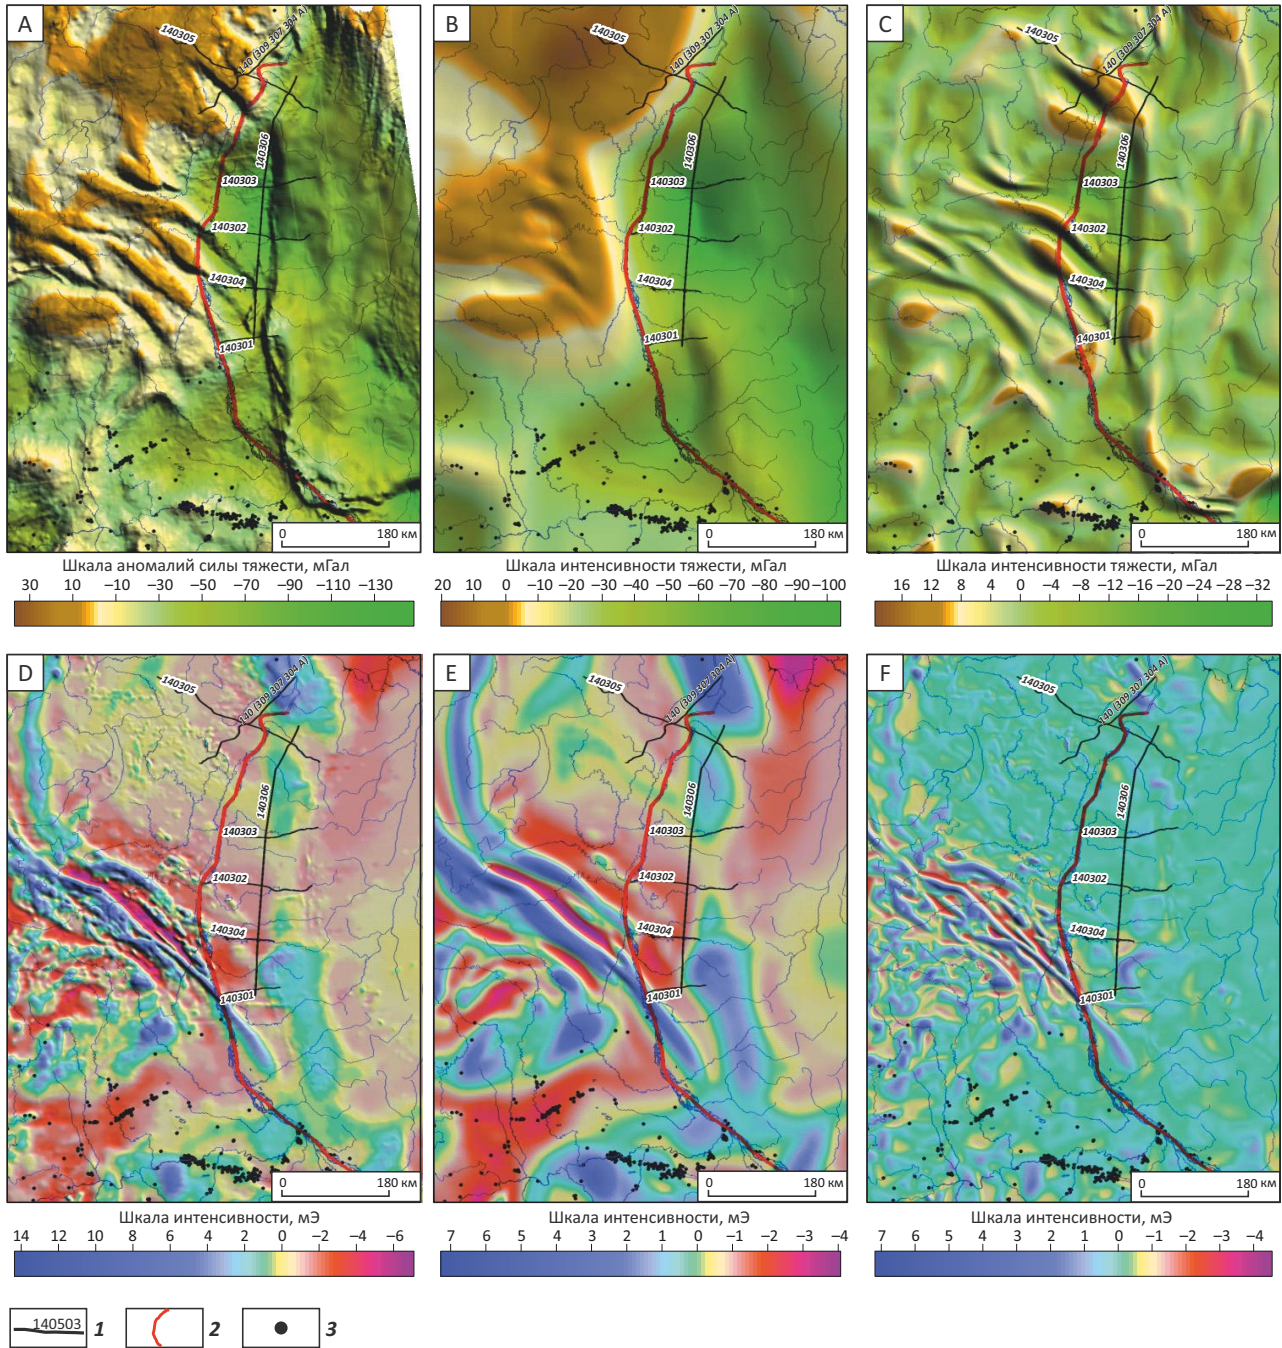 A
140305
140 (309 307 304 A)
140306
140303
140302
140304
140301
0 180 км
B
140305
140 (309 307 304 A)
140306
140303
140302
140304
140301
0 180 км
C
140305
140 (309 307 304 A)
140306
140303
140302
140304
140301
0 180 км
Шкала аномалий силы тяжести, мГал
30 10 −10 −30 −50 −70 −90 −110 −130
Шкала интенсивности тяжести, мГал
20 10 0 −10 −20 −30 −40 −50 −60 −70 −80 −90 −100
Шкала интенсивности тяжести, мГал
16 12 8 4 0 −4 −8 −12 −16 −20 −24 −28 −32
D
140305
140 (309 307 304 A)
140306
140303
140302
140304
140301
0 180 км
E
140 (309 307 304 A)
140306
140303
140302
140304
140301
0 180 км
F
140305
140 (309 307 304 A)
140306
140303
140302
140304
140301
0 180 км
Шкала интенсивности, мЭ
14 12 10 8 6 4 2 0 −2 −4 −6
Шкала интенсивности, мЭ
7 6 5 4 3 2 1 0 −1 −2 −3 −4
Шкала интенсивности, мЭ
7 6 5 4 3 2 1 0 −1 −2 −3 −4
140503 1
2
3